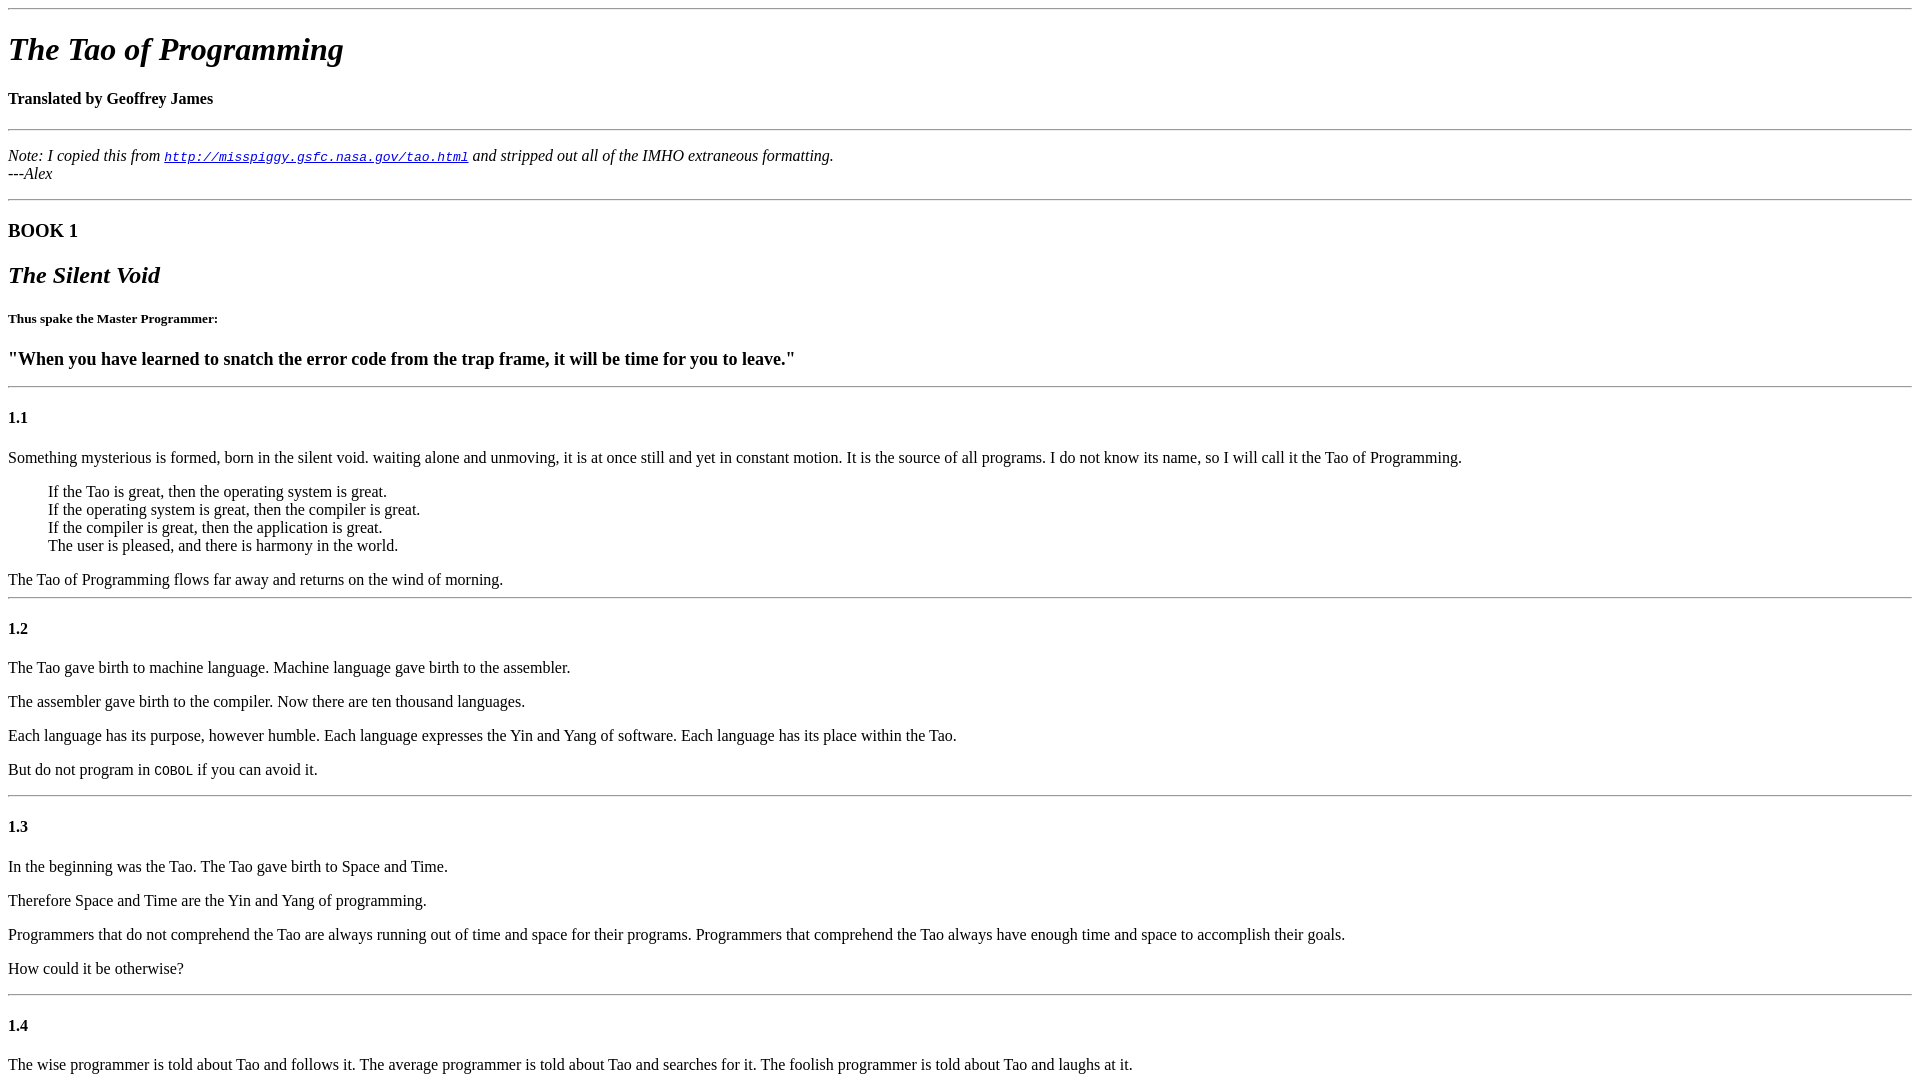 The Tao of Programming
Translated by Geoffrey James
Note: I copied this from http://misspiggy.gsfc.nasa.gov/tao.html and stripped out all of the IMHO extraneous formatting.
---Alex
BOOK 1
The Silent Void
Thus spake the Master Programmer:
"When you have learned to snatch the error code from the trap frame, it will be time for you to leave."
1.1
Something mysterious is formed, born in the silent void. waiting alone and unmoving, it is at once still and yet in constant motion. It is the source of all programs. I do not know its name, so I will call it the Tao of Programming.
If the Tao is great, then the operating system is great.
If the operating system is great, then the compiler is great.
If the compiler is great, then the application is great.
The user is pleased, and there is harmony in the world.
The Tao of Programming flows far away and returns on the wind of morning.
1.2
The Tao gave birth to machine language. Machine language gave birth to the assembler.
The assembler gave birth to the compiler. Now there are ten thousand languages.
Each language has its purpose, however humble. Each language expresses the Yin and Yang of software. Each language has its place within the Tao.
But do not program in COBOL if you can avoid it.
1.3
In the beginning was the Tao. The Tao gave birth to Space and Time.
Therefore Space and Time are the Yin and Yang of programming.
Programmers that do not comprehend the Tao are always running out of time and space for their programs. Programmers that comprehend the Tao always have enough time and space to accomplish their goals.
How could it be otherwise?
1.4
The wise programmer is told about Tao and follows it. The average programmer is told about Tao and searches for it. The foolish programmer is told about Tao and laughs at it.